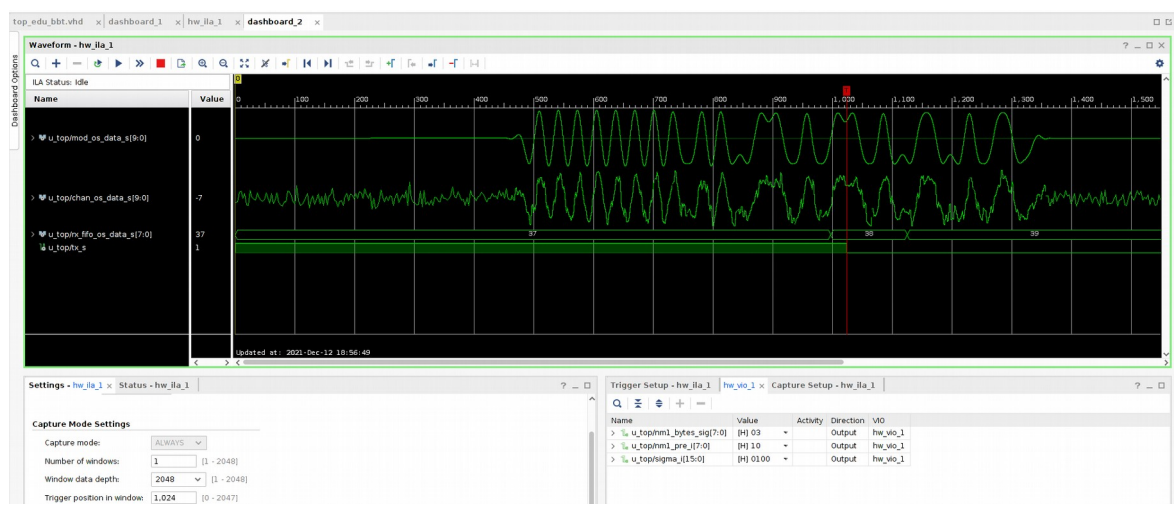 top_edu_bbt.vhd × dashboard_1 × hw_ila_1 × dashboard_2 ×
Dashboard Options
Waveform - hw_ila_1
ILA Status: Idle
Name Value
0 100 200 300 400 500 600 700 800 900 1,000 1,100 1,200 1,300 1,400 1,500
0
T
u_top/mod_os_data_s[9:0] 0
u_top/chan_os_data_s[9:0] -7
u_top/rx_fifo_os_data_s[7:0] 37 37 38 39
u_top/tx_s 1
Updated at: 2021-Dec-12 18:56:49
Settings - hw_ila_1 × Status - hw_ila_1
Capture Mode Settings
Capture mode: ALWAYS
Number of windows: 1 [1 - 2048]
Window data depth: 2048 [1 - 2048]
Trigger position in window: 1,024 [0 - 2047]
Trigger Setup - hw_ila_1 hw_vio_1 × Capture Setup - hw_ila_1
Name Value Activity Direction VIO
u_top/nm1_bytes_sig[7:0] [H] 03 Output hw_vio_1
u_top/nm1_pre_i[7:0] [H] 10 Output hw_vio_1
u_top/sigma_i[15:0] [H] 0100 Output hw_vio_1